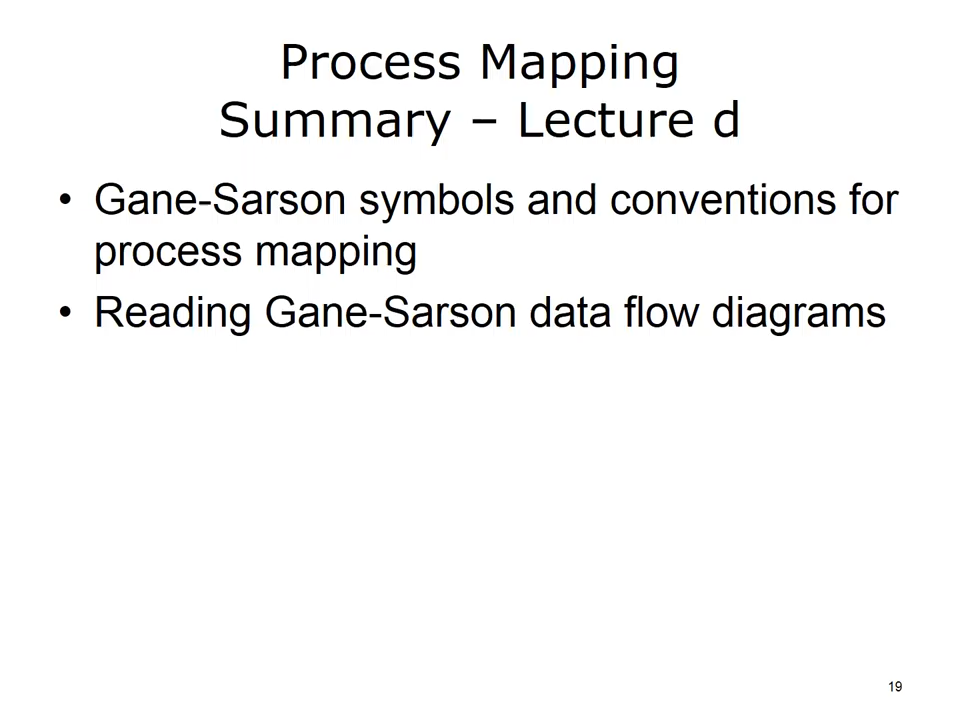 Process Mapping
Summary – Lecture d
• Gane-Sarson symbols and conventions for
process mapping
• Reading Gane-Sarson data flow diagrams
19